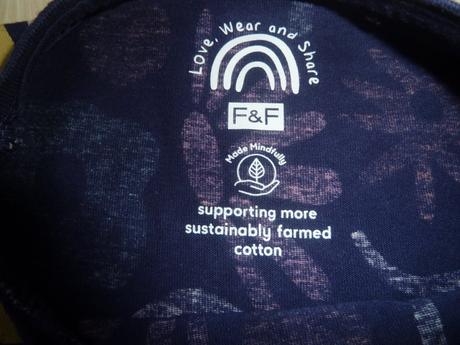 Love, Wear and Share
F&F
Made Mindfully
supporting more
sustainably farmed
cotton